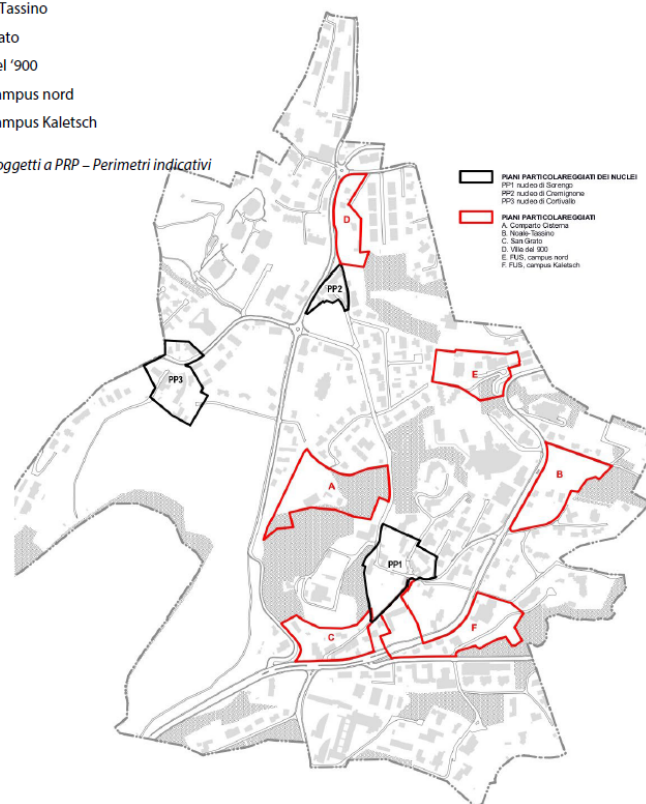 Tassino
ato
el ‘900
ampus nord
ampus Kaletsch
oggetti a PRP – Perimetri indicativi
PIANI PARTICOLAREGGIATI DEI NUCLEI
PP1 nucleo di Sorengo
PP2 nucleo di Cremignone
PP3 nucleo di Cortivallo
PIANI PARTICOLAREGGIATI
A. Comparto Cisterna
B. Noale-Tassino
C. San Grato
D. Villa del 900
E. FUS, campus nord
F. FUS, campus Kaletsch
D
PP2
PP3
E
A
B
PP1
C
F